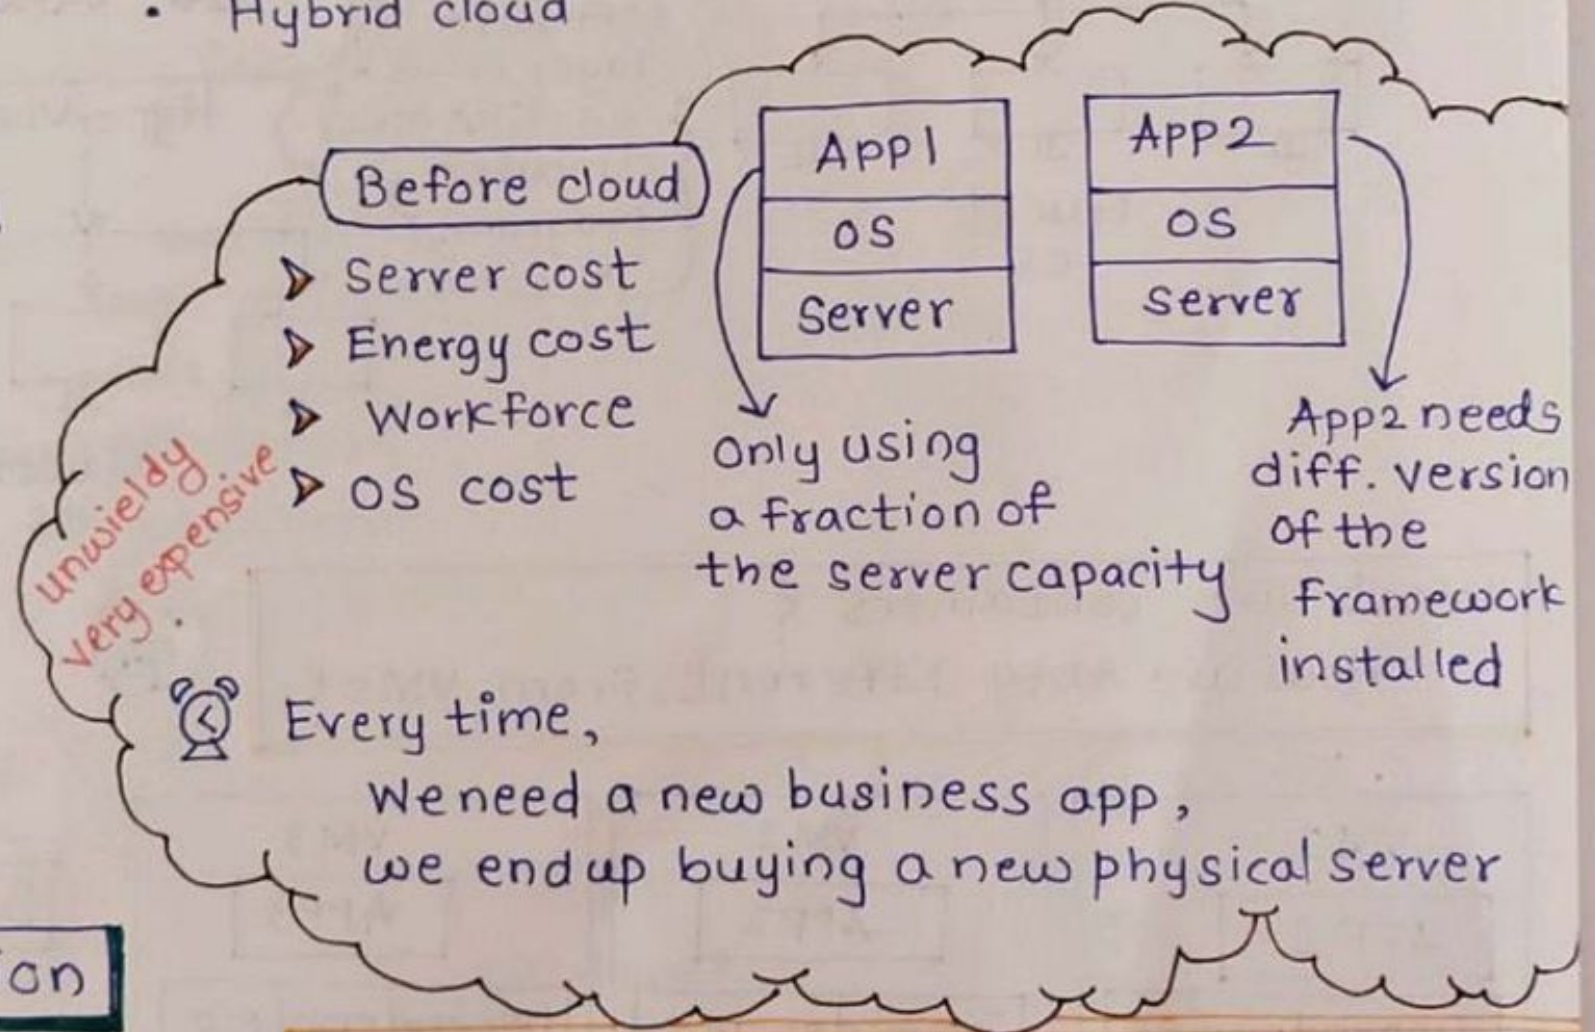 • Hybrid cloud
Before cloud
➤ Server cost
➤ Energy cost
➤ Workforce
➤ OS cost
unwieldy
very expensive
App1
OS
Server
Only using
a fraction of
the server capacity
App2
OS
Server
App2 needs
diff. version
of the
framework
installed
Every time,
We need a new business app,
we end up buying a new physical server
on